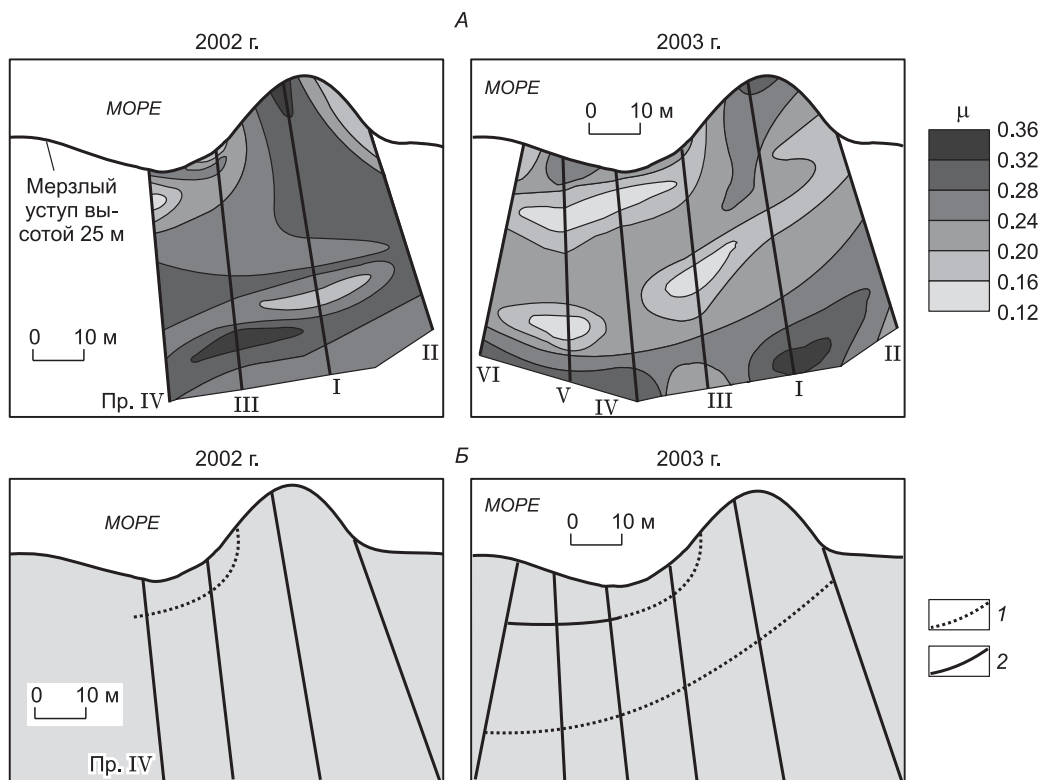 А
2002 г.
2003 г.
МОРЕ
Мерзлый
уступ вы-
сотой 25 м
0 10 м
Пр. IV
III
I
II
МОРЕ
0 10 м
VI
V
IV
III
I
II
μ
0.36
0.32
0.28
0.24
0.20
0.16
0.12
Б
2002 г.
2003 г.
МОРЕ
0 10 м
Пр. IV
МОРЕ
0 10 м
1
2